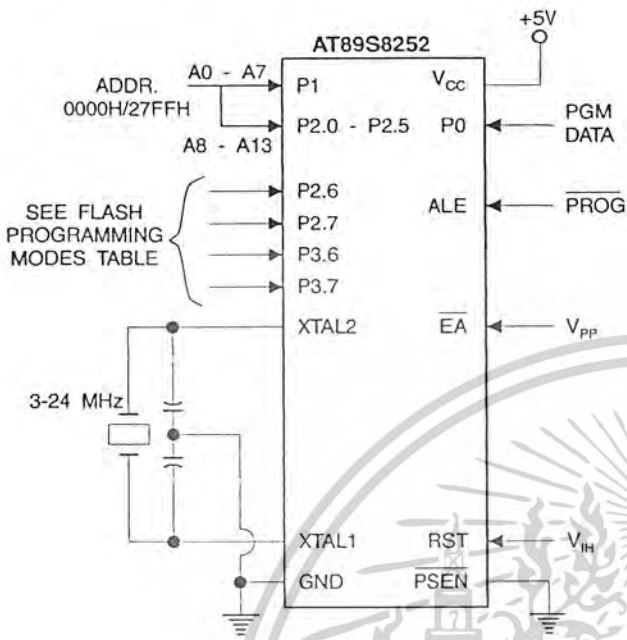 +5V
AT89S8252
ADDR.
0000H/27FFH
A0 - A7
P1
VCC
A8 - A13
P2.0 - P2.5
P0
PGM
DATA
SEE FLASH
PROGRAMMING
MODES TABLE
P2.6
P2.7
P3.6
P3.7
ALE
PROG
XTAL2
EA
VPP
3-24 MHz
XTAL1
RST
VIH
GND
PSEN